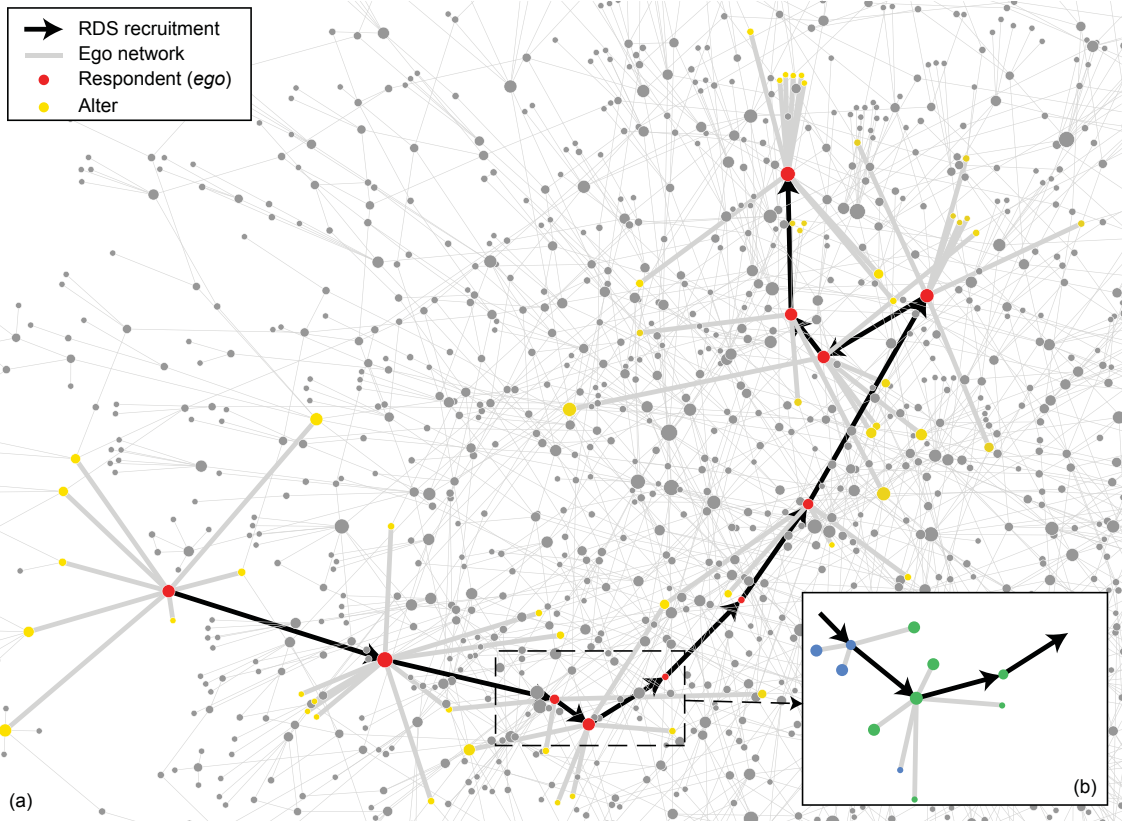 RDS recruitment
Ego network
Respondent (ego)
Alter
(a)
(b)